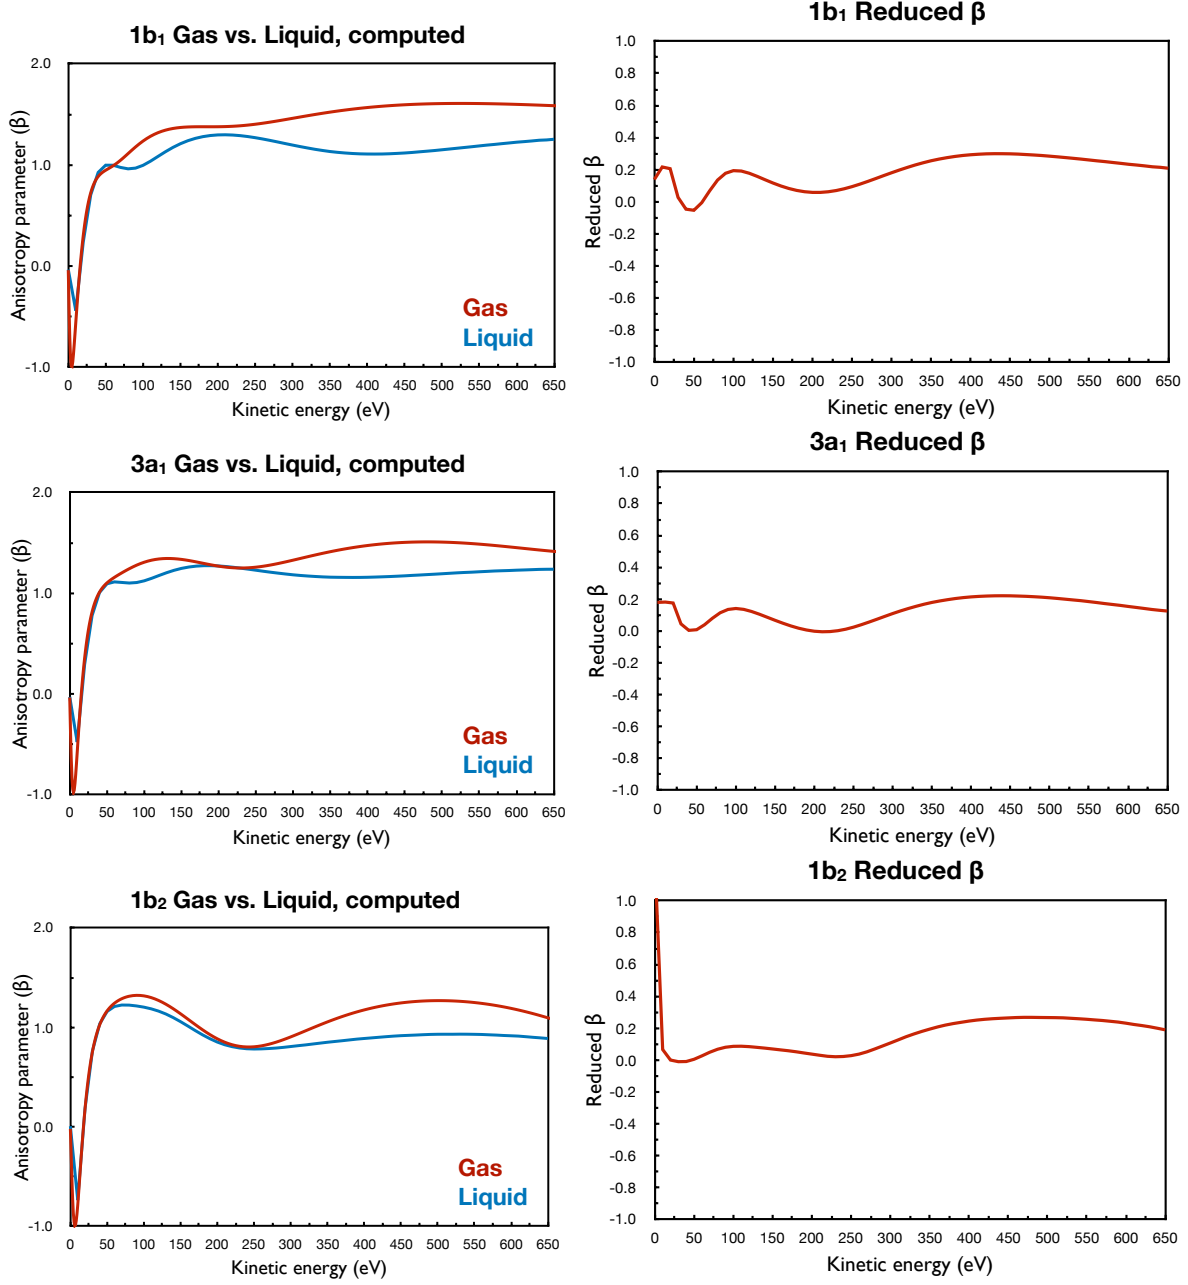 1b₁ Gas vs. Liquid, computed
2.0
1.0
0.0
-1.0
Anisotropy parameter (β)
Gas
Liquid
0 50 100 150 200 250 300 350 400 450 500 550 600 650
Kinetic energy (eV)
1b₁ Reduced β
1.0
0.8
0.6
0.4
0.2
0.0
-0.2
-0.4
-0.6
-0.8
-1.0
Reduced β
0 50 100 150 200 250 300 350 400 450 500 550 600 650
Kinetic energy (eV)
3a₁ Gas vs. Liquid, computed
2.0
1.0
0.0
-1.0
Anisotropy parameter (β)
Gas
Liquid
0 50 100 150 200 250 300 350 400 450 500 550 600 650
Kinetic energy (eV)
3a₁ Reduced β
1.0
0.8
0.6
0.4
0.2
0.0
-0.2
-0.4
-0.6
-0.8
-1.0
Reduced β
0 50 100 150 200 250 300 350 400 450 500 550 600 650
Kinetic energy (eV)
1b₂ Gas vs. Liquid, computed
2.0
1.0
0.0
-1.0
Anisotropy parameter (β)
Gas
Liquid
0 50 100 150 200 250 300 350 400 450 500 550 600 650
Kinetic energy (eV)
1b₂ Reduced β
1.0
0.8
0.6
0.4
0.2
0.0
-0.2
-0.4
-0.6
-0.8
-1.0
Reduced β
0 50 100 150 200 250 300 350 400 450 500 550 600 650
Kinetic energy (eV)